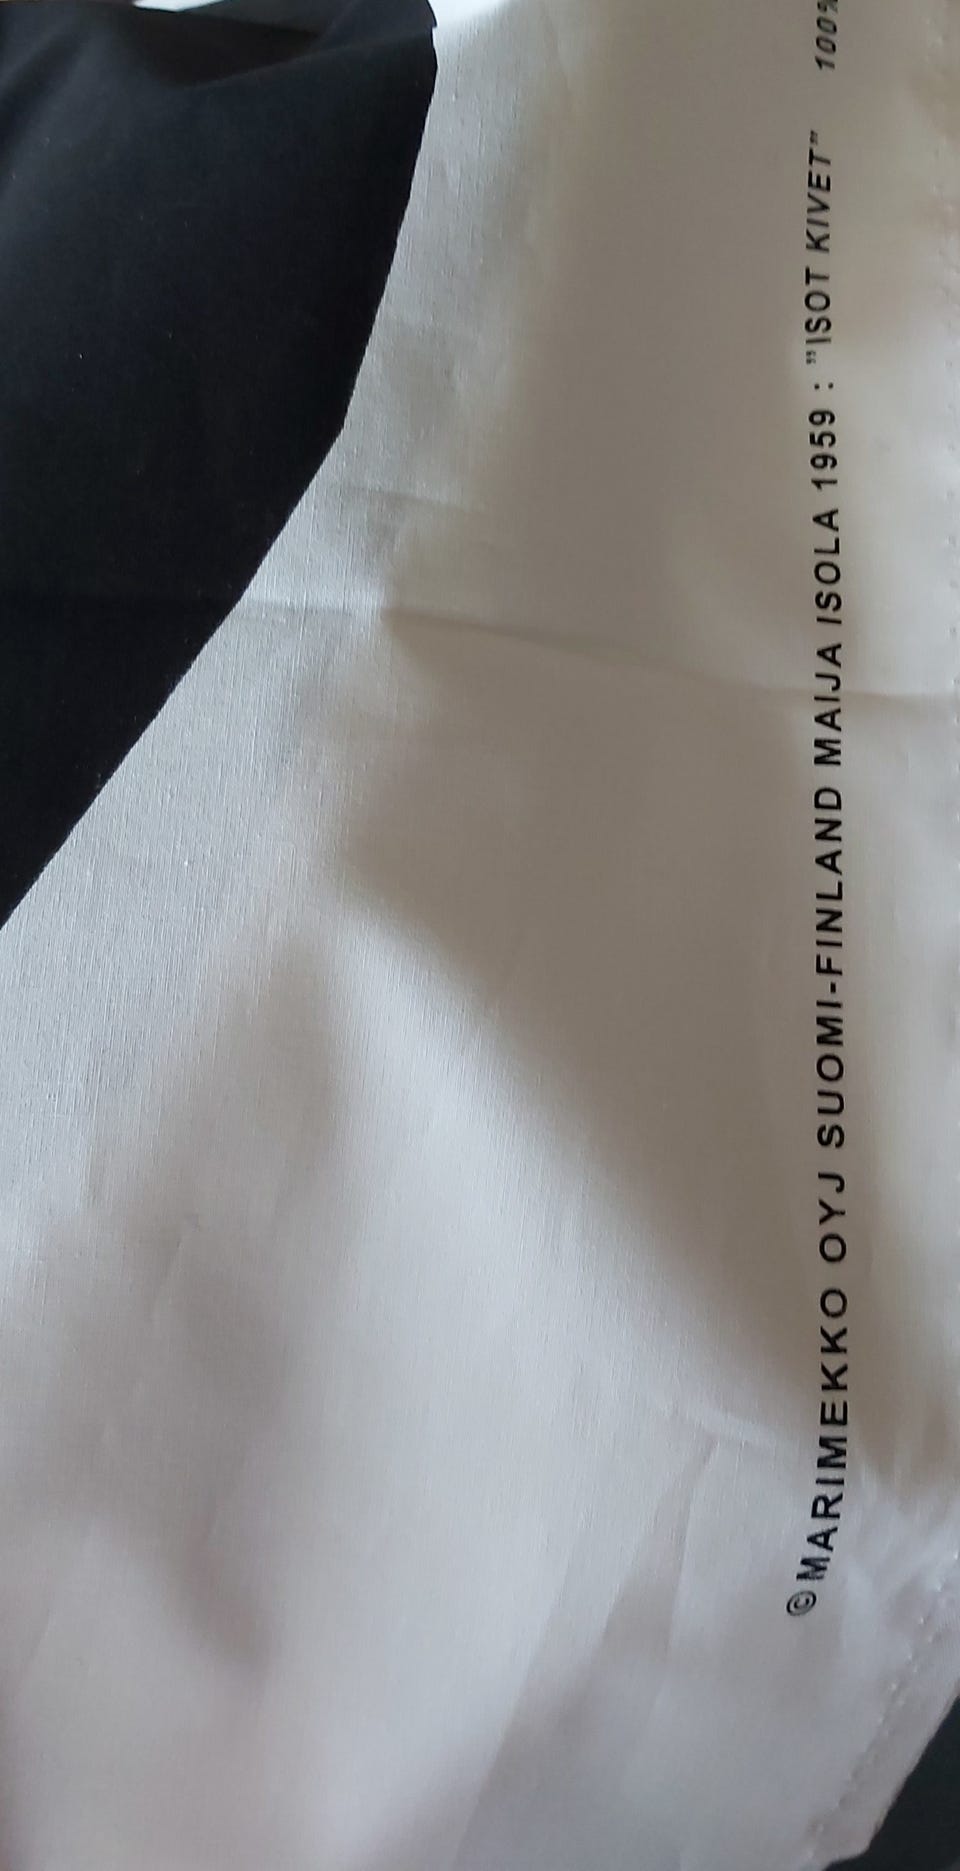 © MARIMEKKO OYJ SUOMI-FINLAND MAIJA ISOLA 1959 : "ISOT KIVET" 100%